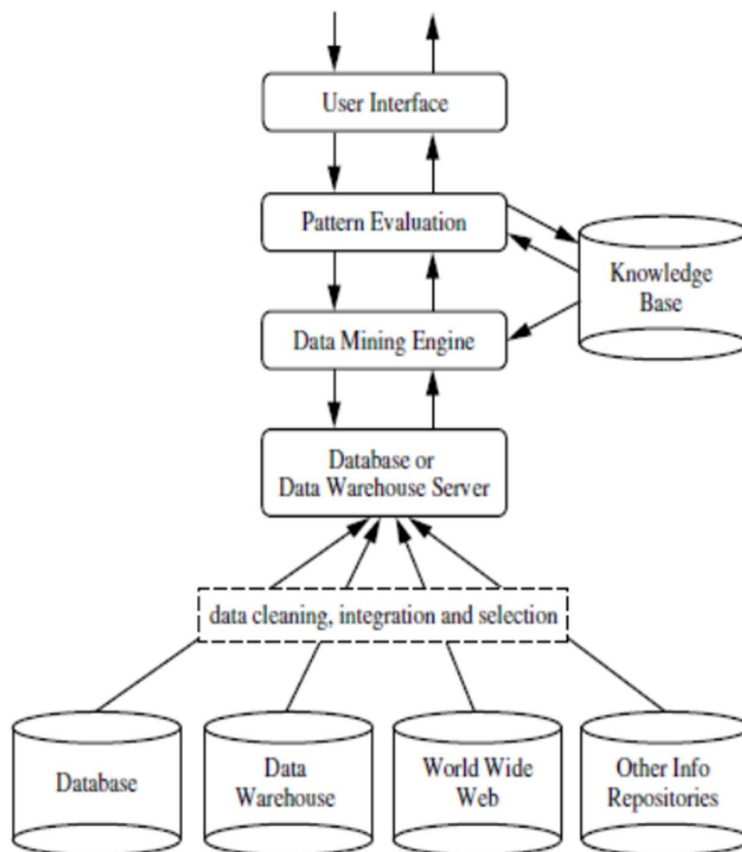 User Interface
Pattern Evaluation
Knowledge
Base
Data Mining Engine
Database or
Data Warehouse Server
data cleaning, integration and selection
Database
Data
Warehouse
World Wide
Web
Other Info
Repositories